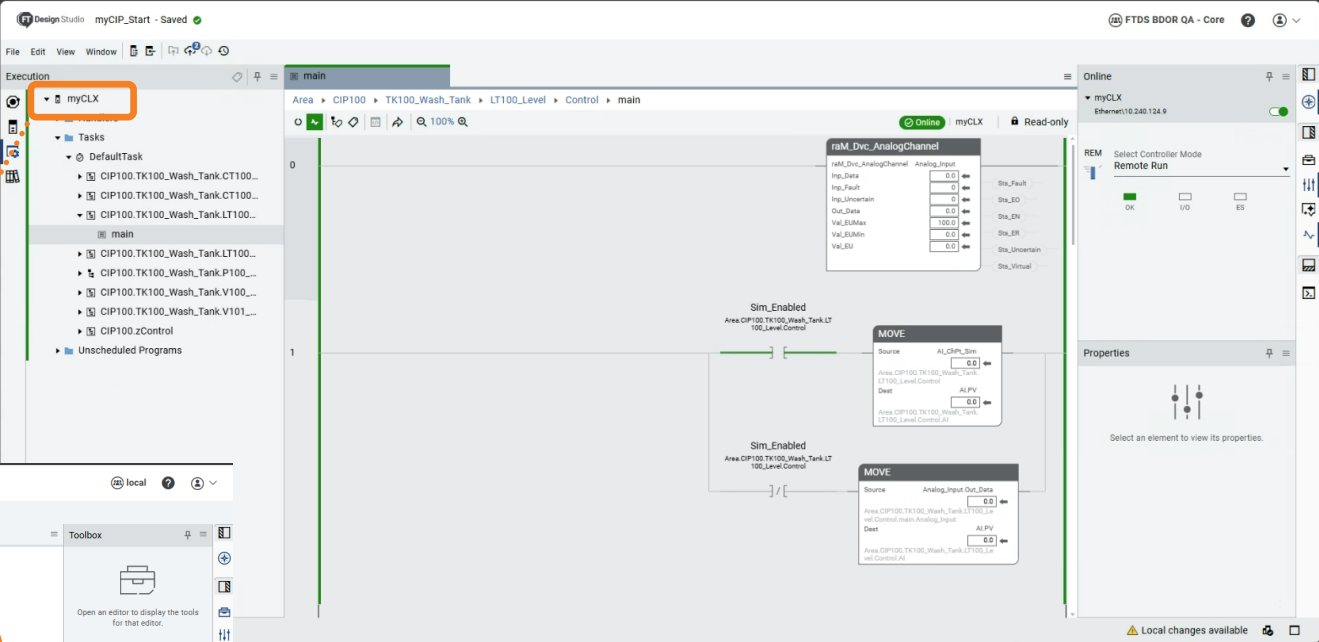 FT DesignStudio myCIP_Start - Saved
FTDS BDOR QA - Core
File Edit View Window
2
Execution
myCLX
Tasks
DefaultTask
CIP100.TK100_Wash_Tank.CT100...
CIP100.TK100_Wash_Tank.CT100...
CIP100.TK100_Wash_Tank.LT100...
main
CIP100.TK100_Wash_Tank.LT100...
CIP100.TK100_Wash_Tank.P100_...
CIP100.TK100_Wash_Tank.V100_...
CIP100.TK100_Wash_Tank.V101_...
CIP100.zControl
Unscheduled Programs
main
Area CIP100 TK100_Wash_Tank LT100_Level Control main
100%
Online myCLX Read-only
0
raM_Dvc_AnalogChannel
raM_Dvc_AnalogChannel Analog_Input
Inp_Data 0.0
Inp_Fault 0
Inp_Uncertain 0
Out_Data 0.0
Val_EUMax 100.0
Val_EUMin 0.0
Val_EU 0.0
Sts_Fault
Sts_EO
Sts_EN
Sts_ER
Sts_Uncertain
Sts_Virtual
1
Sim_Enabled
Area.CIP100.TK100_Wash_Tank.LT
100_Level.Control
MOVE
Source AI_ChPt_Sim
0.0
Area.CIP100.TK100_Wash_Tank.
LT100_Level.Control
Dest AI.PV
0.0
Area.CIP100.TK100_Wash_Tank.
LT100_Level.Control.AI
Sim_Enabled
Area.CIP100.TK100_Wash_Tank.LT
100_Level.Control
MOVE
Source Analog_Input.Out_Data
0.0
Area.CIP100.TK100_Wash_Tank.LT100_Le
vel.Control.main.Analog_Input
Dest AI.PV
0.0
Area.CIP100.TK100_Wash_Tank.LT100_Le
vel.Control.AI
Online
myCLX
Ethernet\10.240.124.9
REM
Select Controller Mode
Remote Run
OK I/O ES
Properties
Select an element to view its properties.
Local changes available
local
Toolbox
Open an editor to display the tools
for that editor.